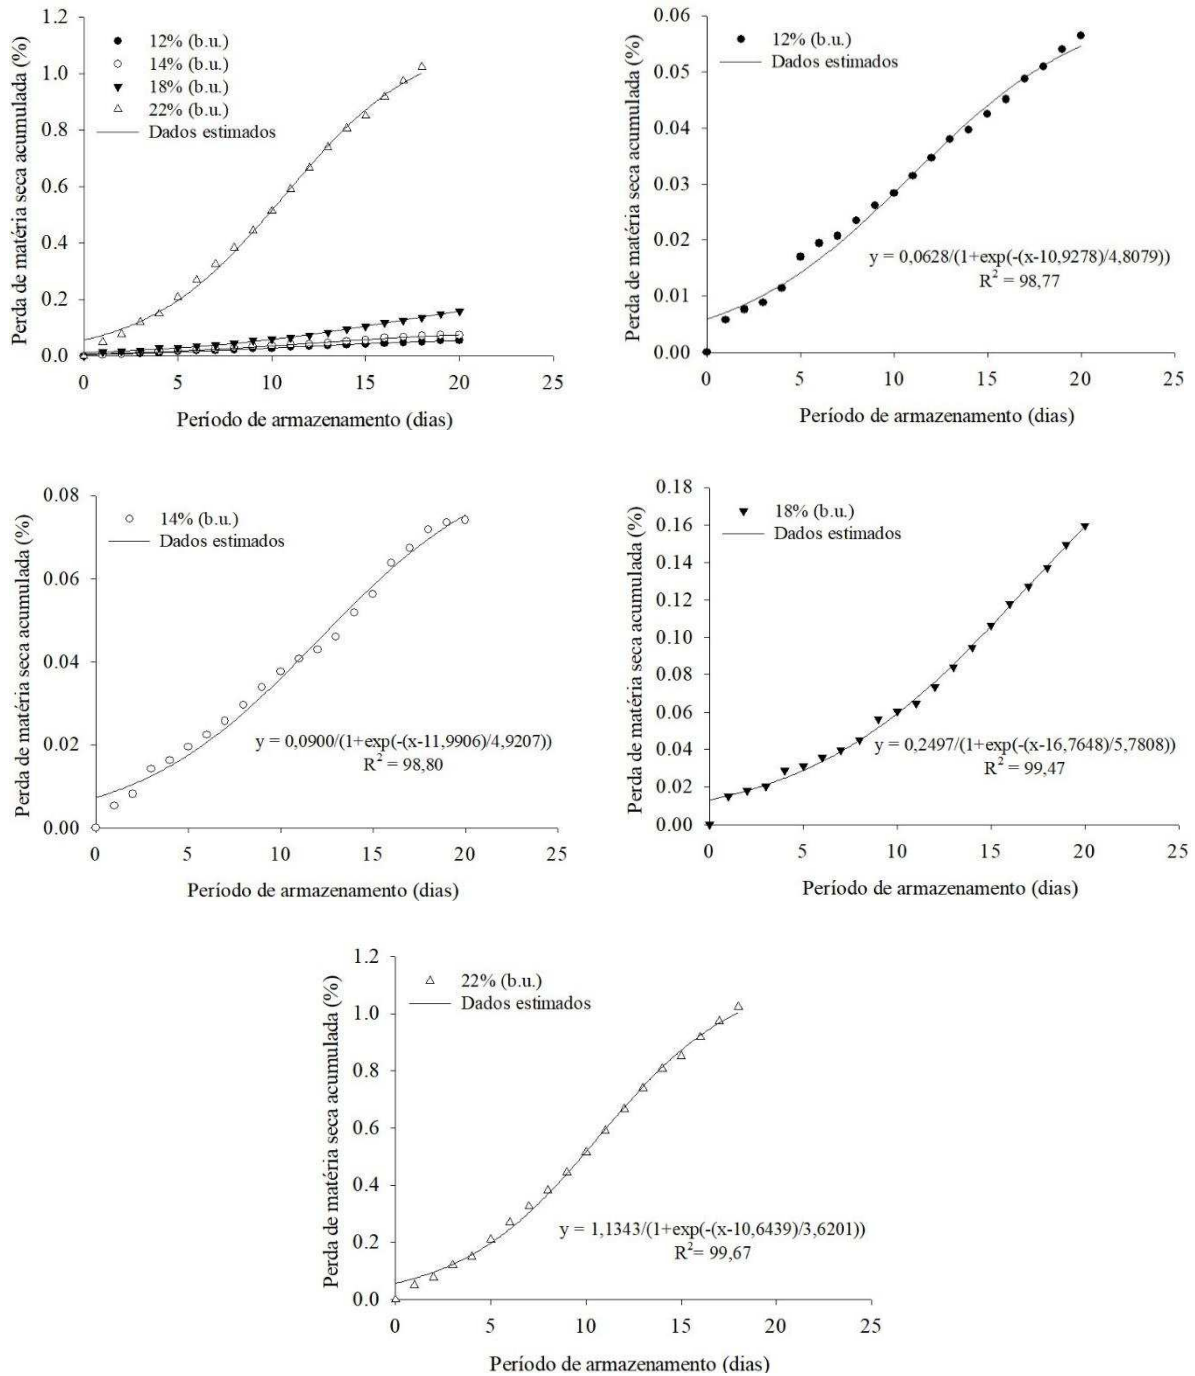 Perda de matéria seca acumulada (%)
1.2
1.0
0.8
0.6
0.4
0.2
0.0
12% (b.u.)
14% (b.u.)
18% (b.u.)
22% (b.u.)
Dados estimados
0 5 10 15 20 25
Período de armazenamento (dias)
Perda de matéria seca acumulada (%)
0.06
0.05
0.04
0.03
0.02
0.01
0.00
12% (b.u.)
Dados estimados
y = 0,0628/(1+exp(-(x-10,9278)/4,8079))
R² = 98,77
0 5 10 15 20 25
Período de armazenamento (dias)
Perda de matéria seca acumulada (%)
0.08
0.06
0.04
0.02
0.00
14% (b.u.)
Dados estimados
y = 0,0900/(1+exp(-(x-11,9906)/4,9207))
R² = 98,80
0 5 10 15 20 25
Período de armazenamento (dias)
Perda de matéria seca acumulada (%)
0.18
0.16
0.14
0.12
0.10
0.08
0.06
0.04
0.02
0.00
18% (b.u.)
Dados estimados
y = 0,2497/(1+exp(-(x-16,7648)/5,7808))
R² = 99,47
0 5 10 15 20 25
Período de armazenamento (dias)
Perda de matéria seca acumulada (%)
1.2
1.0
0.8
0.6
0.4
0.2
0.0
22% (b.u.)
Dados estimados
y = 1,1343/(1+exp(-(x-10,6439)/3,6201))
R²= 99,67
0 5 10 15 20 25
Período de armazenamento (dias)